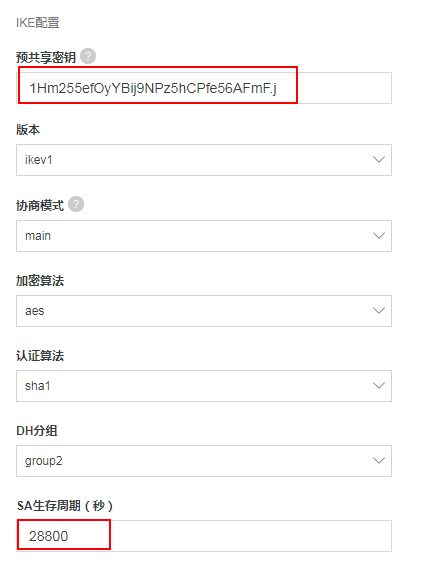 IKE配置
预共享密钥 ?
1Hm255efOyYBij9NPz5hCPfe56AFmF.j
版本
ikev1
协商模式 ?
main
加密算法
aes
认证算法
sha1
DH分组
group2
SA生存周期（秒）
28800